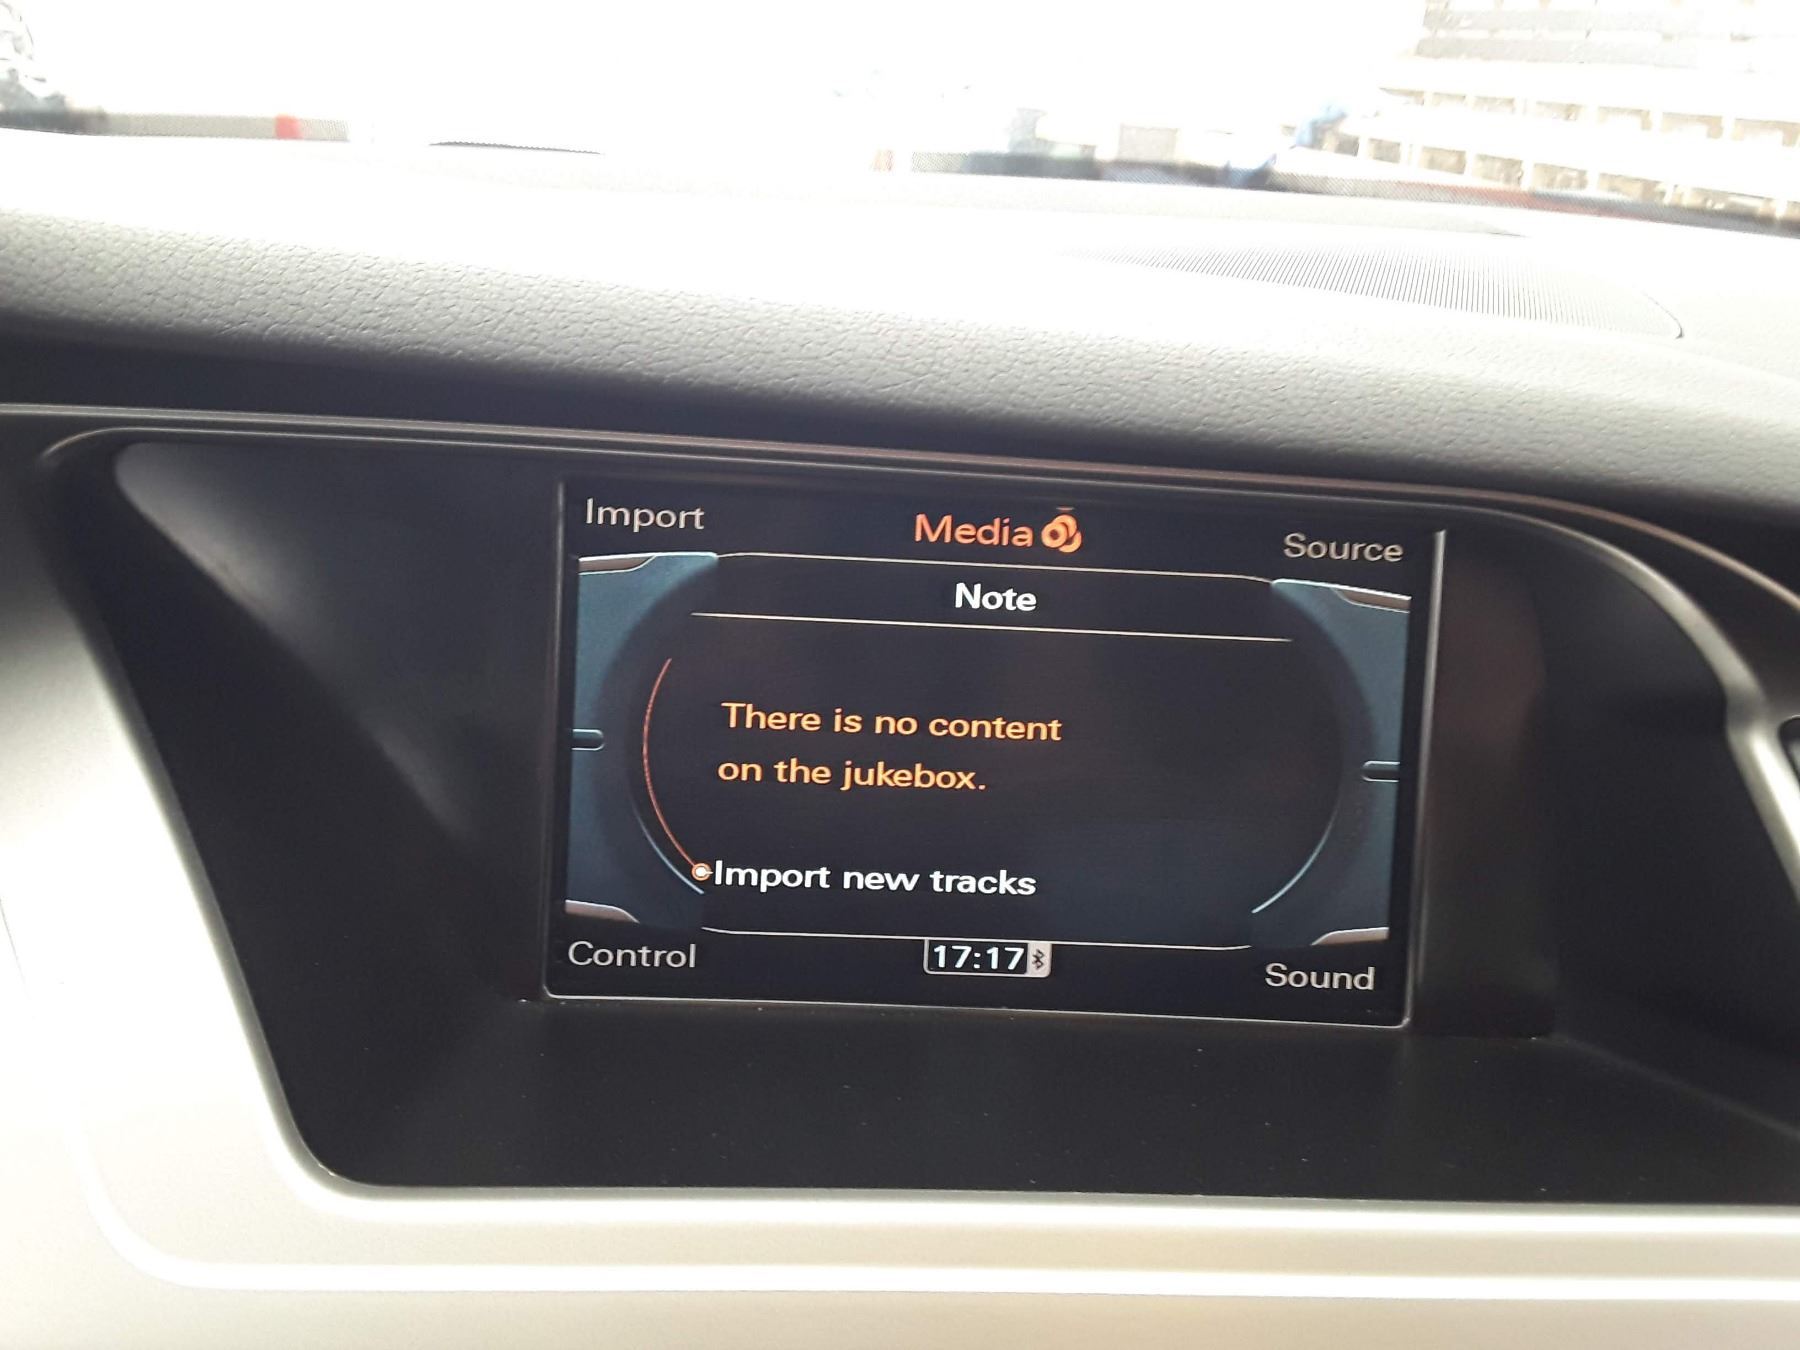 Import
Media
Source
Note
There is no content
on the jukebox.
Import new tracks
Control
17:17
Sound